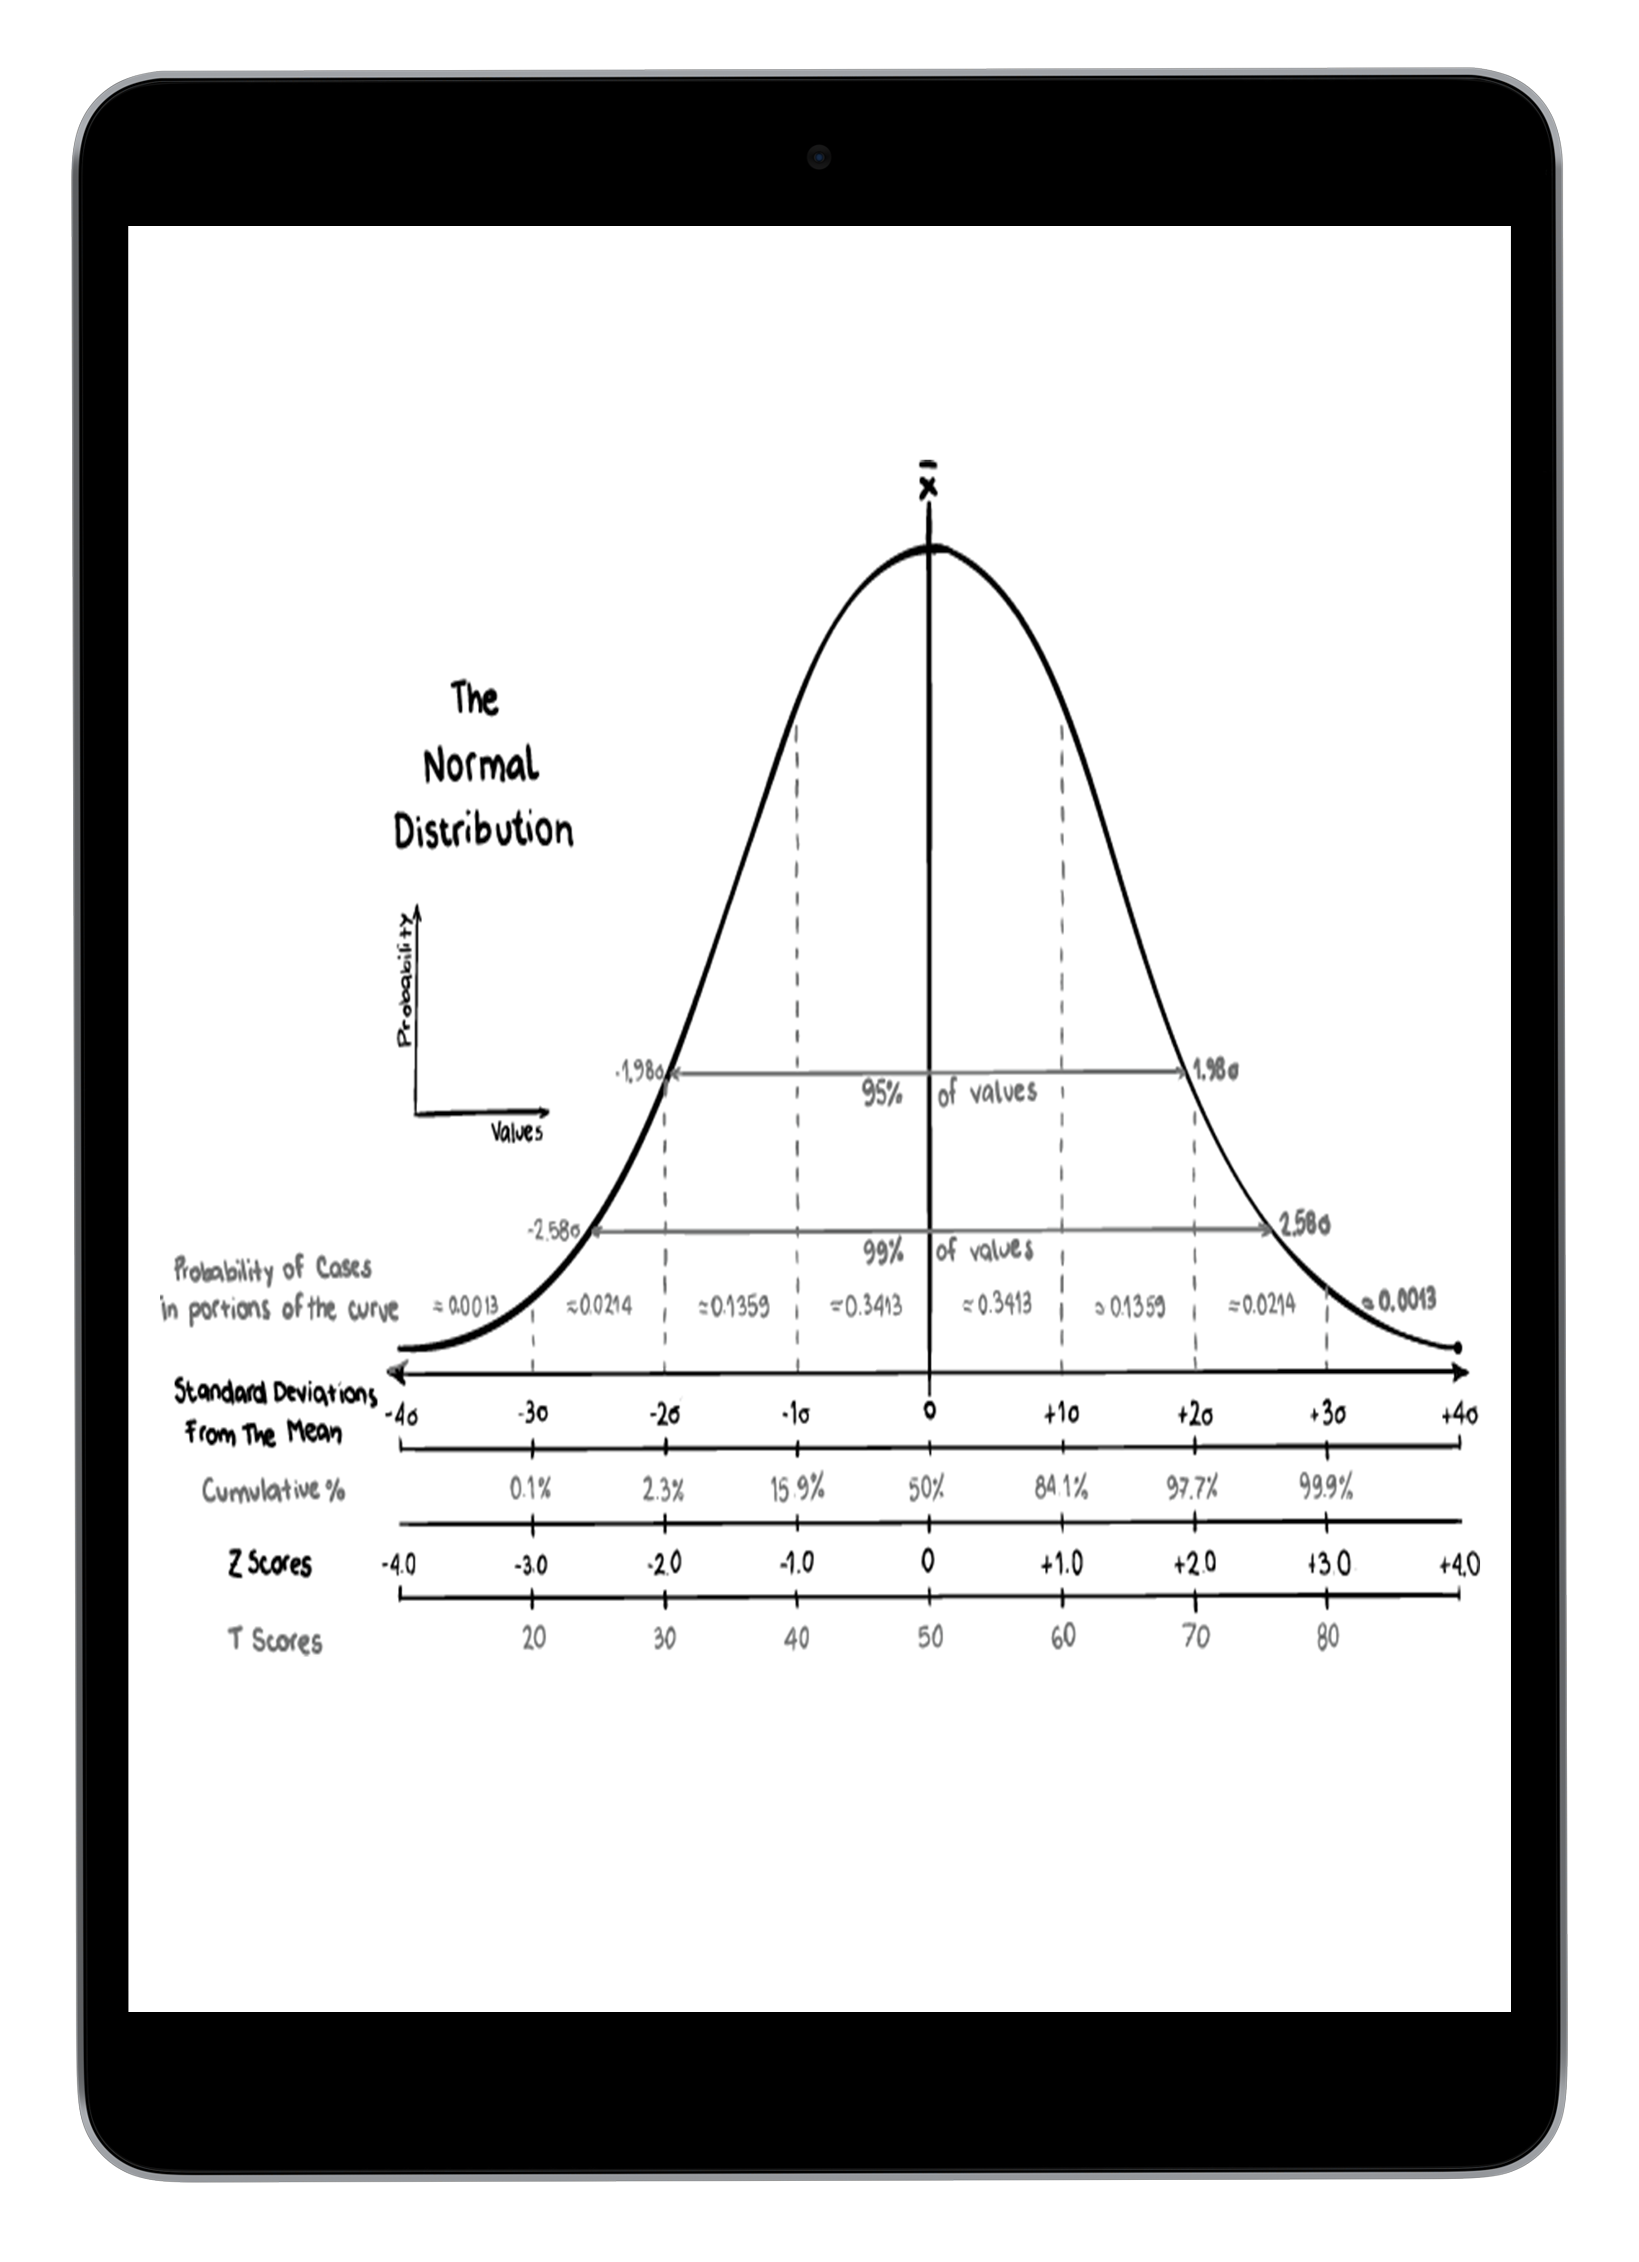 x̄
The
Normal
Distribution
Probability
Values
-1.98σ 1.98σ
95% of values
-2.58σ 2.58σ
99% of values
Probability of Cases
in portions of the curve ≈0.0013 ≈0.0214 ≈0.1359 ≈0.3413 ≈0.3413 ≈0.1359 ≈0.0214 ≈0.0013
Standard Deviations
From The Mean -4σ -3σ -2σ -1σ 0 +1σ +2σ +3σ +4σ
Cumulative % 0.1% 2.3% 15.9% 50% 84.1% 97.7% 99.9%
Z Scores -4.0 -3.0 -2.0 -1.0 0 +1.0 +2.0 +3.0 +4.0
T Scores 20 30 40 50 60 70 80